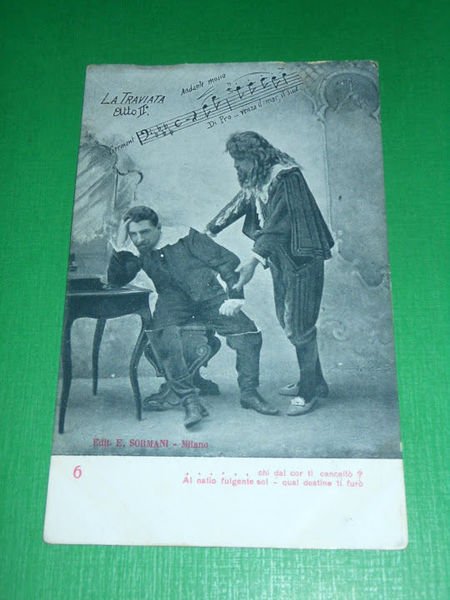 LA TRAVIATA
Atto II.
Andante mosso
Germont
Di Pro - venza il mar, il suol
Edit. E. SORMANI - Milano
6
. . . . . . chi dal cor ti cancellò ?
Al natio fulgente sol - qual destino ti furò